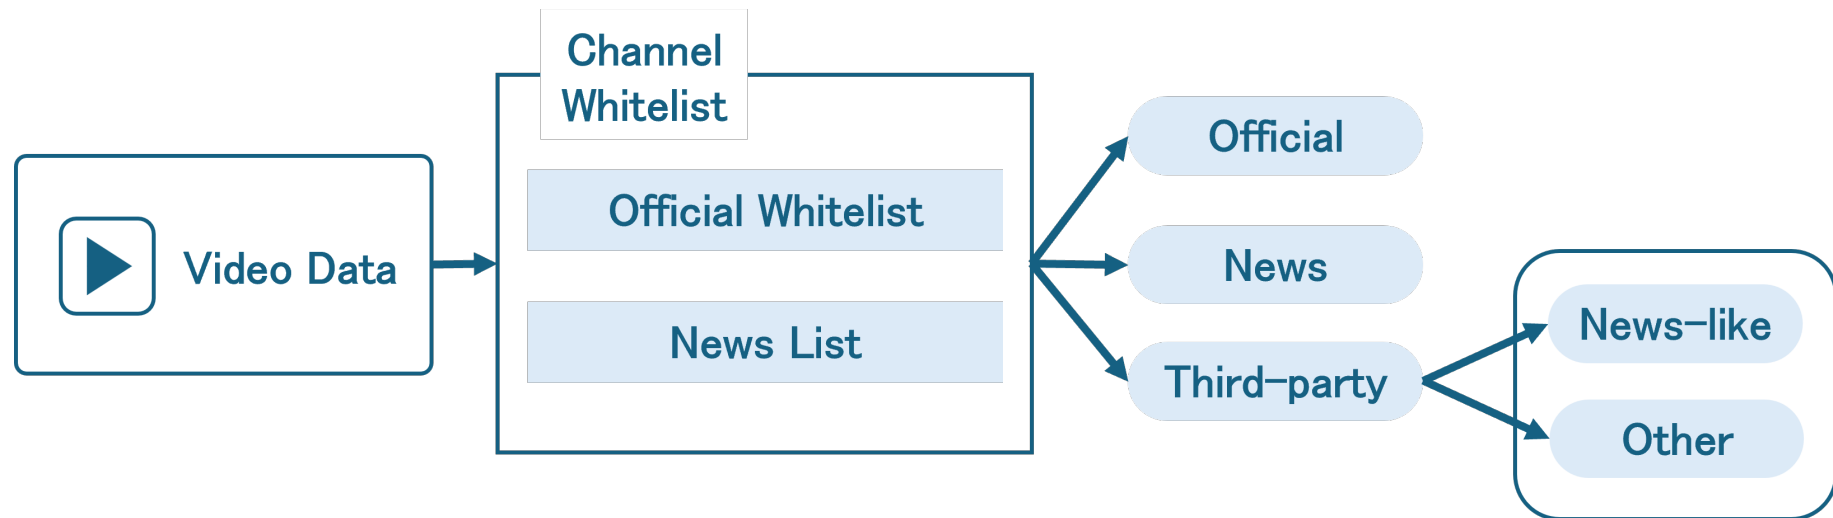 Channel
Whitelist
Video Data
Official Whitelist
News List
Official
News
Third-party
News-like
Other